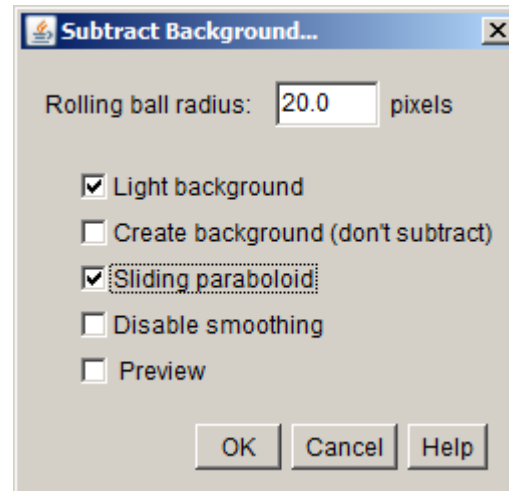 Subtract Background...
Rolling ball radius: 20.0 pixels
Light background
Create background (don't subtract)
Sliding paraboloid
Disable smoothing
Preview
OK Cancel Help